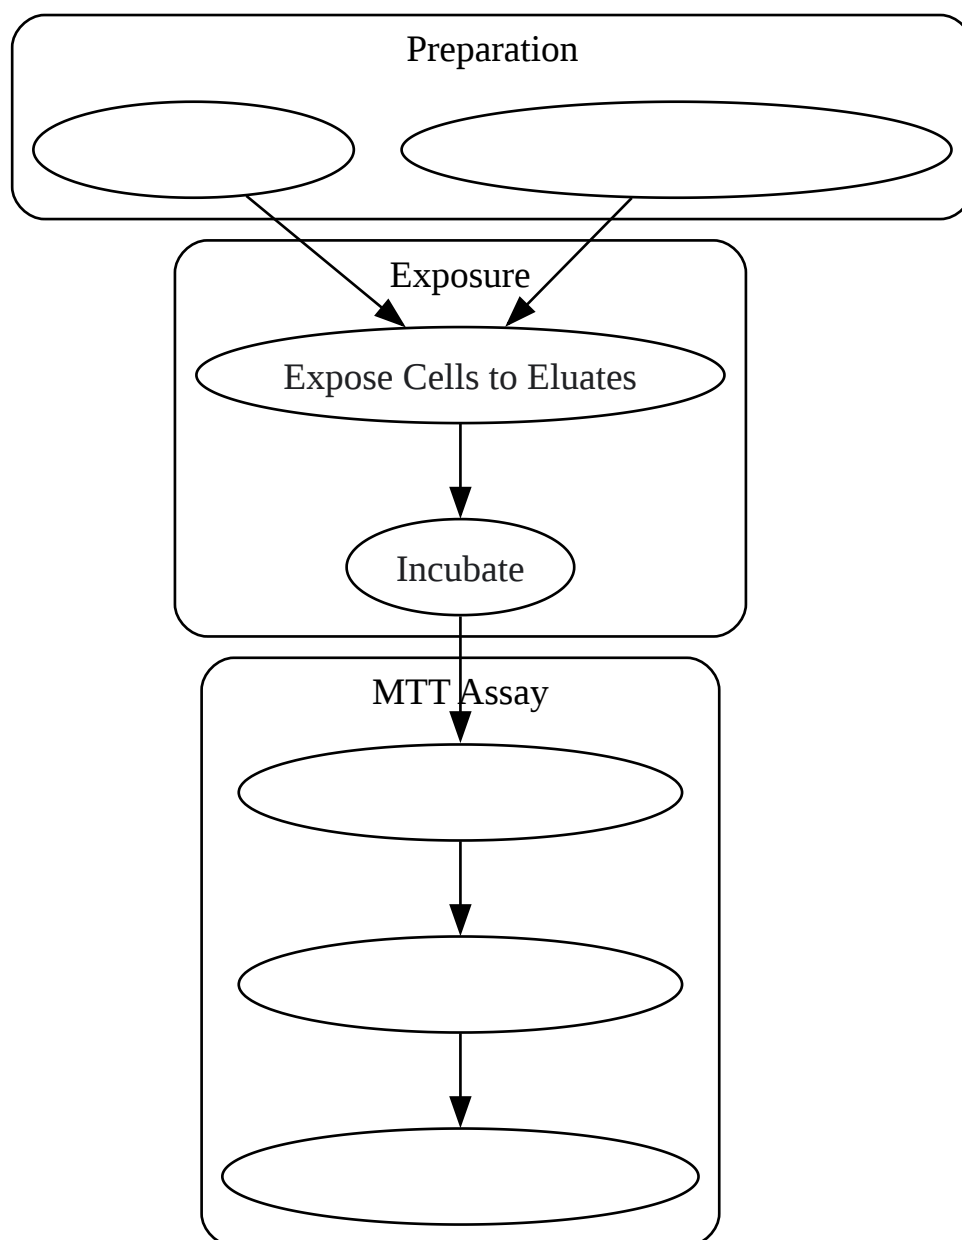 Preparation
Exposure
Expose Cells to Eluates
Incubate
MTT Assay